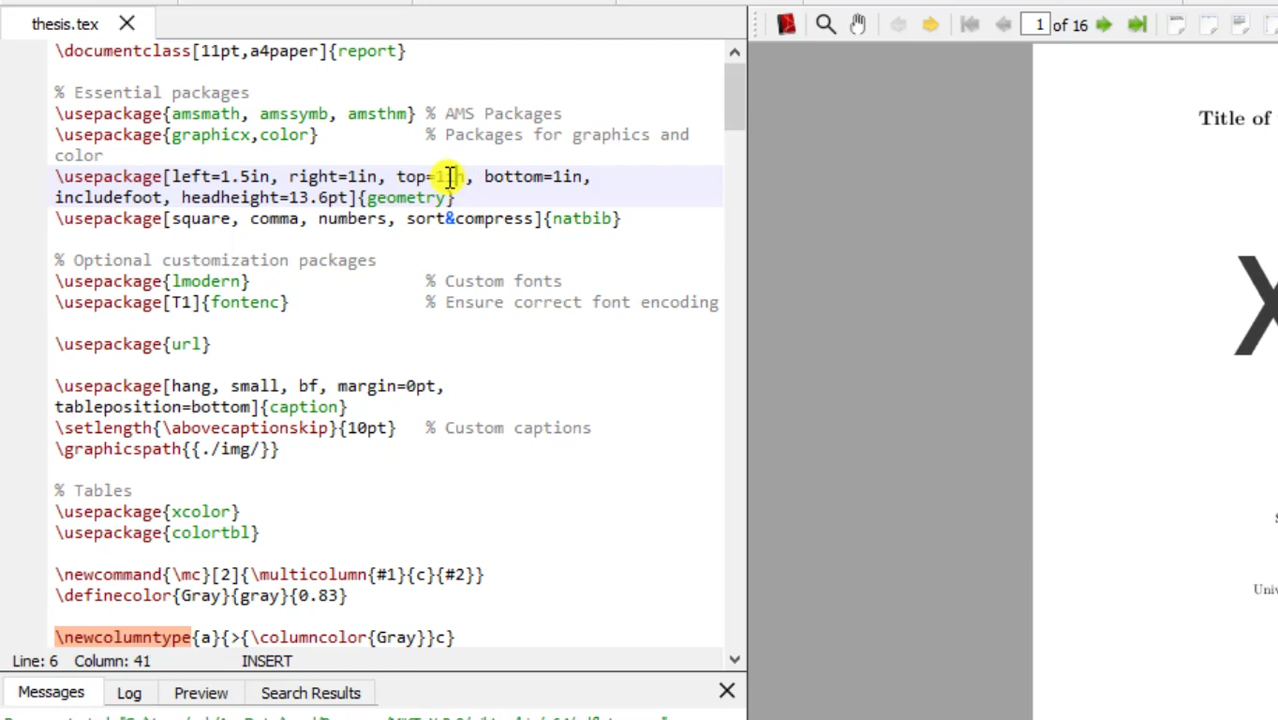 thesis.tex
1 of 16
\documentclass[11pt,a4paper]{report}
% Essential packages
\usepackage{amsmath, amssymb, amsthm} % AMS Packages
\usepackage{graphicx,color} % Packages for graphics and
color
\usepackage[left=1.5in, right=1in, top=1in, bottom=1in,
includefoot, headheight=13.6pt]{geometry}
\usepackage[square, comma, numbers, sort&compress]{natbib}
% Optional customization packages
\usepackage{lmodern} % Custom fonts
\usepackage[T1]{fontenc} % Ensure correct font encoding
\usepackage{url}
\usepackage[hang, small, bf, margin=0pt,
tableposition=bottom]{caption}
\setlength{\abovecaptionskip}{10pt} % Custom captions
\graphicspath{{./img/}}
% Tables
\usepackage{xcolor}
\usepackage{colortbl}
\newcommand{\mc}[2]{\multicolumn{#1}{c}{#2}}
\definecolor{Gray}{gray}{0.83}
\newcolumntype{a}{>{\columncolor{Gray}}c}
Line: 6 Column: 41 INSERT
Messages Log Preview Search Results
Title of
X
Univ